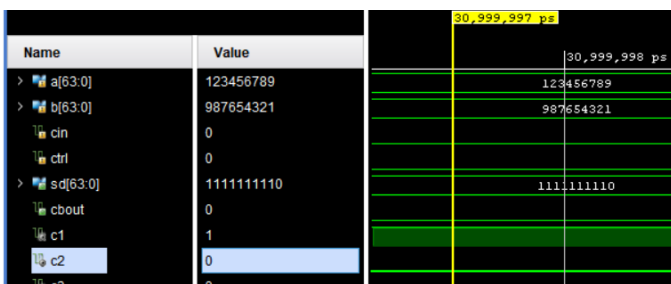 30,999,997 ps
Name Value
30,999,998 ps
a[63:0] 123456789 123456789
b[63:0] 987654321 987654321
cin 0
ctrl 0
sd[63:0] 1111111110 1111111110
cbout 0
c1 1
c2 0